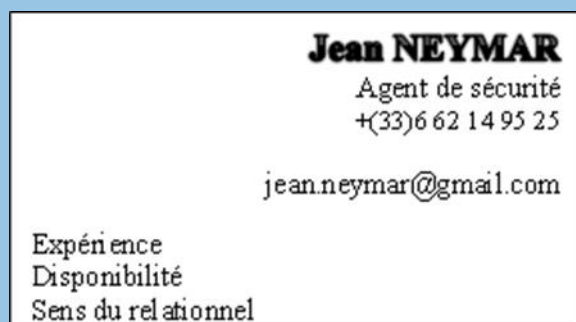 Jean NEYMAR
Agent de sécurité
+(33)6 62 14 95 25
jean.neymar@gmail.com
Expérience
Disponibilité
Sens du relationnel